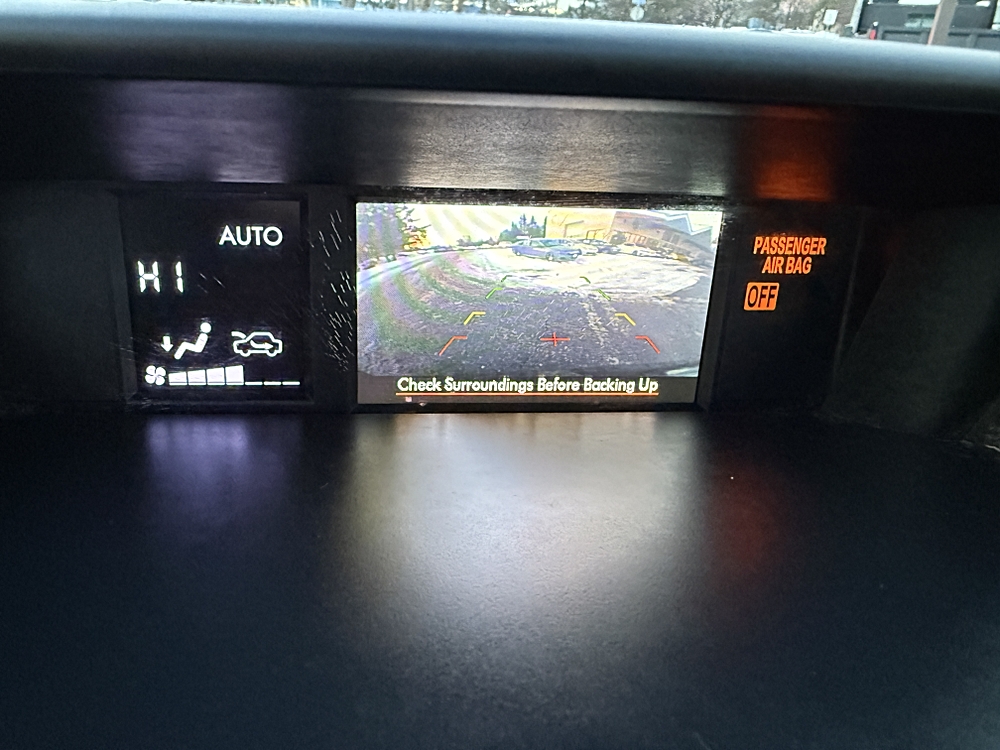 AUTO
HI
Check Surroundings Before Backing Up
PASSENGER
AIR BAG
OFF